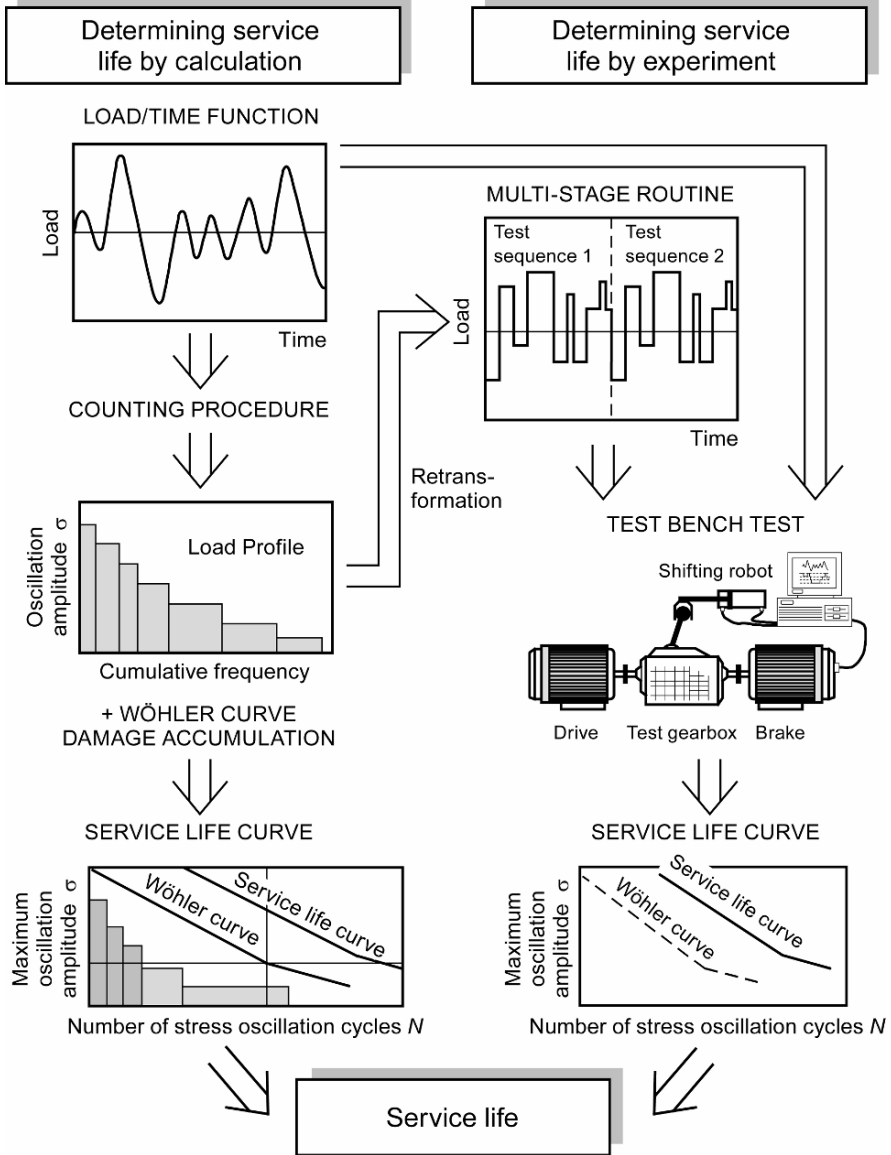 Determining service
life by calculation
Determining service
life by experiment
LOAD/TIME FUNCTION
Load
Time
MULTI-STAGE ROUTINE
Test
sequence 1
Test
sequence 2
Load
Time
COUNTING PROCEDURE
Retrans-
formation
Load Profile
Oscillation
amplitude σ
Cumulative frequency
TEST BENCH TEST
Shifting robot
Drive
Test gearbox
Brake
+ WÖHLER CURVE
DAMAGE ACCUMULATION
SERVICE LIFE CURVE
Maximum
oscillation
amplitude σ
Wöhler curve
Service life curve
Number of stress oscillation cycles N
SERVICE LIFE CURVE
Maximum
oscillation
amplitude σ
Wöhler curve
Service life curve
Number of stress oscillation cycles N
Service life